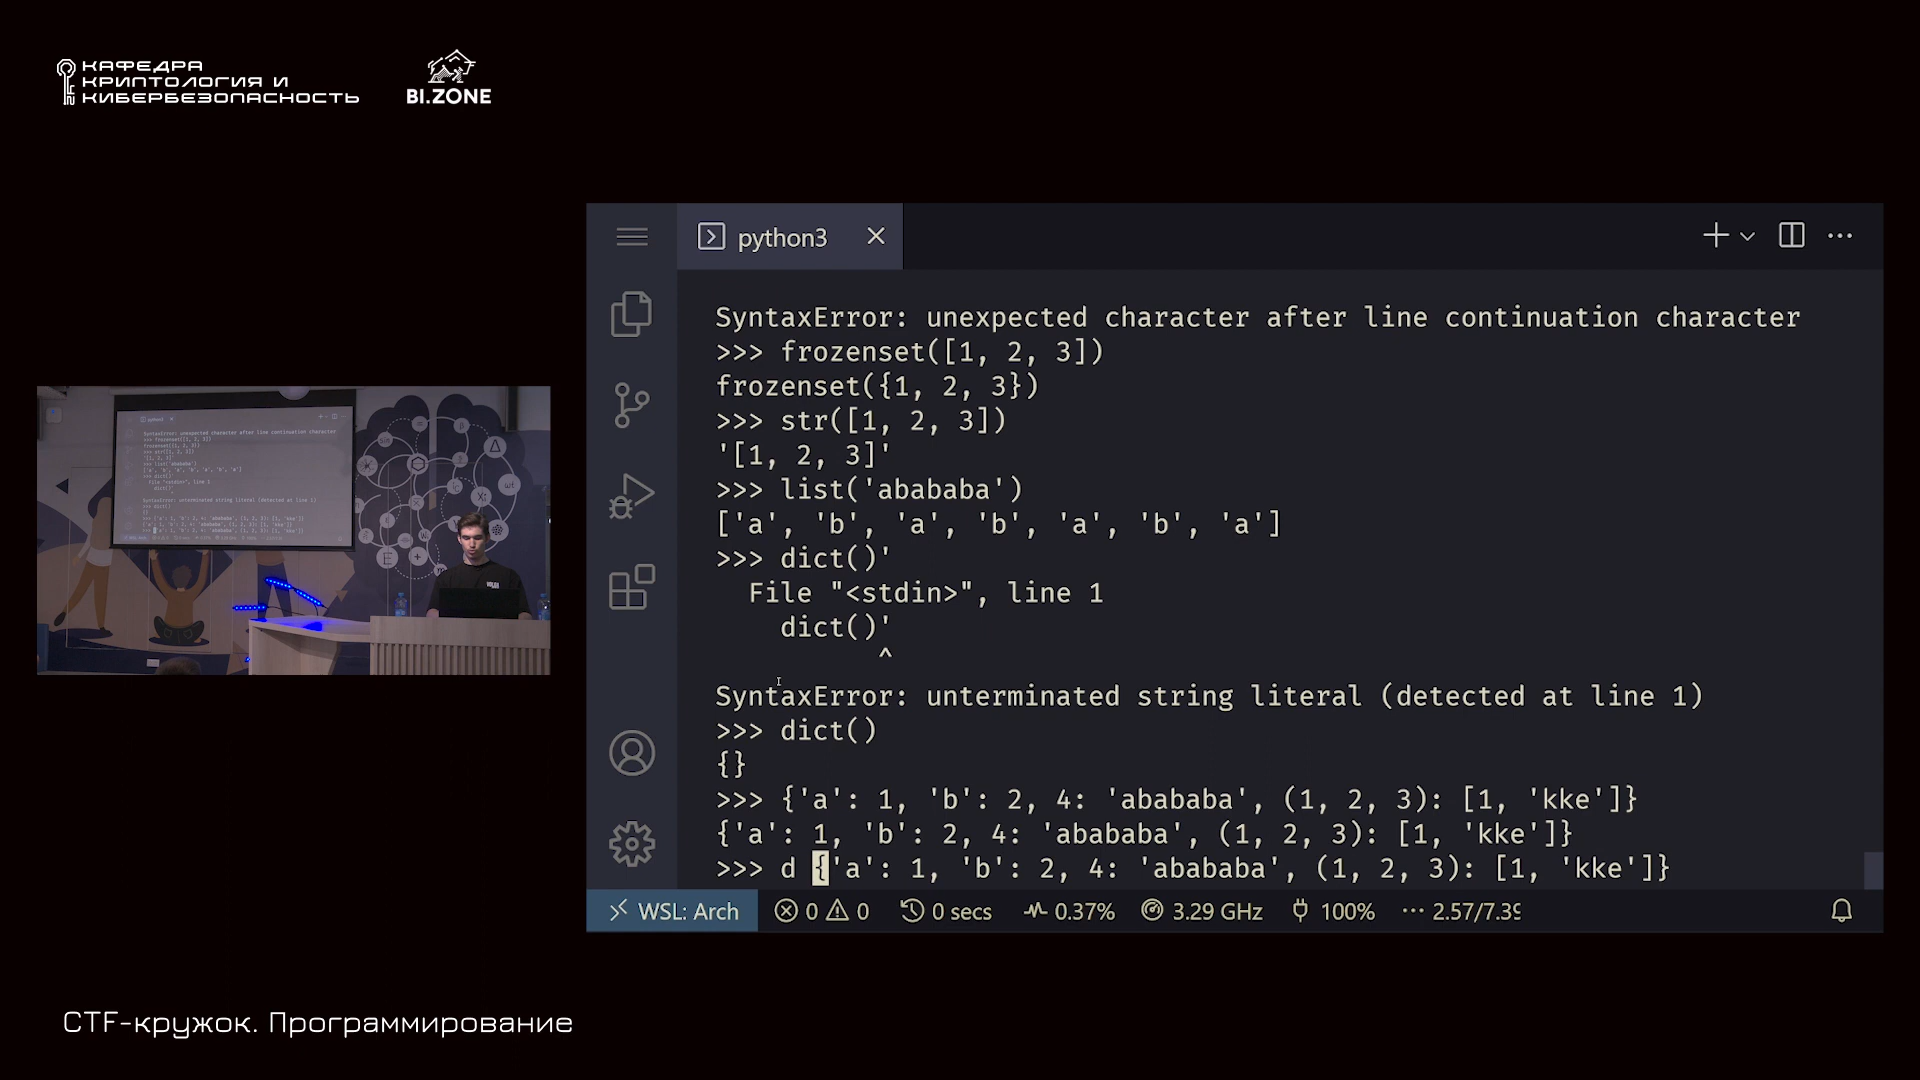 КАФЕДРА
КРИПТОЛОГИЯ И
КИБЕРБЕЗОПАСНОСТЬ
BI.ZONE
python3
SyntaxError: unexpected character after line continuation character
>>> frozenset([1, 2, 3])
frozenset({1, 2, 3})
>>> str([1, 2, 3])
'[1, 2, 3]'
>>> list('abababa')
['a', 'b', 'a', 'b', 'a', 'b', 'a']
>>> dict()'
File "<stdin>", line 1
dict()'
^
SyntaxError: unterminated string literal (detected at line 1)
>>> dict()
{}
>>> {'a': 1, 'b': 2, 4: 'abababa', (1, 2, 3): [1, 'kke']}
{'a': 1, 'b': 2, 4: 'abababa', (1, 2, 3): [1, 'kke']}
>>> d {'a': 1, 'b': 2, 4: 'abababa', (1, 2, 3): [1, 'kke']}
WSL: Arch 0 0 0 secs 0.37% 3.29 GHz 100% ··· 2.57/7.39
CTF-кружок. Программирование